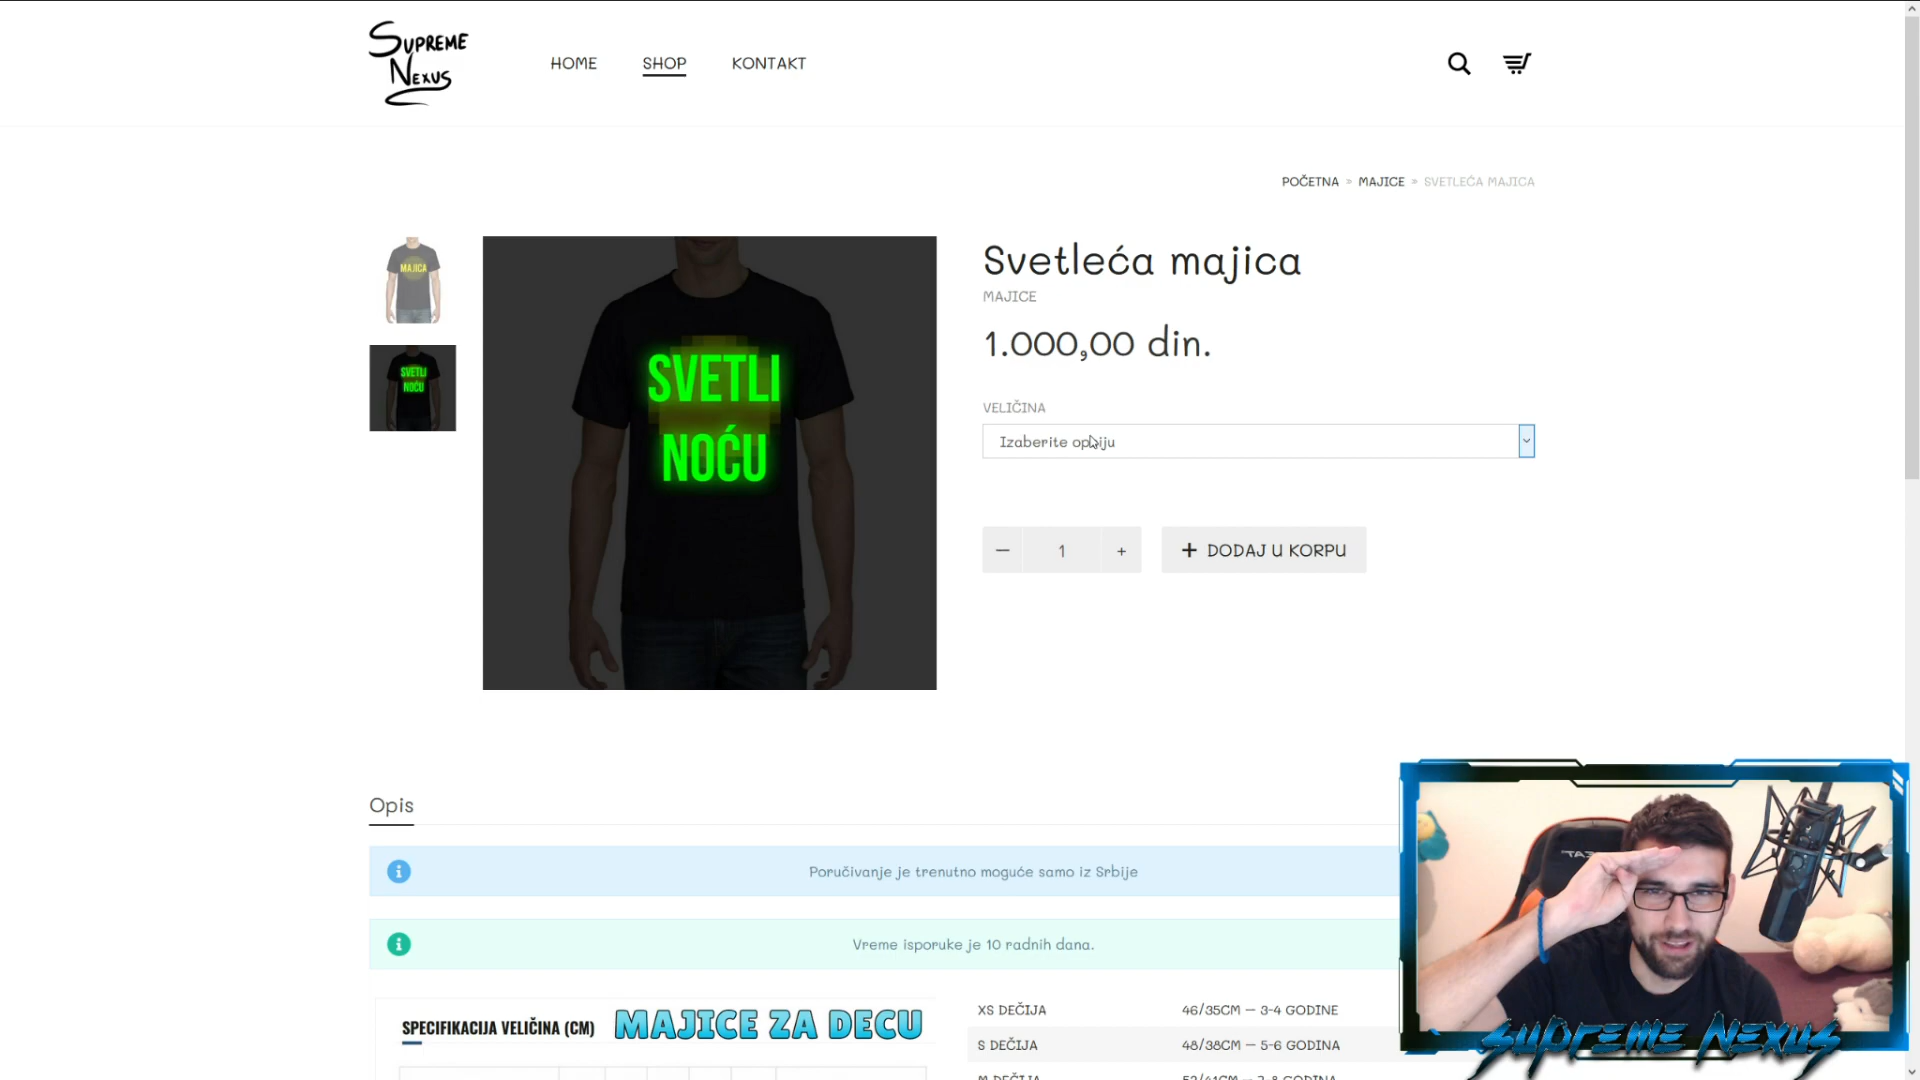 SUPREME
NEXUS
HOME
SHOP
KONTAKT
POČETNA » MAJICE » SVETLEĆA MAJICA
MAJICA
SVETLI
NOĆU
SVETLI
NOĆU
Svetleća majica
MAJICE
1.000,00 din.
VELIČINA
Izaberite opciju
— 1 +
+ DODAJ U KORPU
Opis
Poručivanje je trenutno moguće samo iz Srbije
Vreme isporuke je 10 radnih dana.
SPECIFIKACIJA VELIČINA (CM)
MAJICE ZA DECU
XS DEČIJA 46/35CM — 3-4 GODINE
S DEČIJA 48/38CM — 5-6 GODINA
SUPREME NEXUS